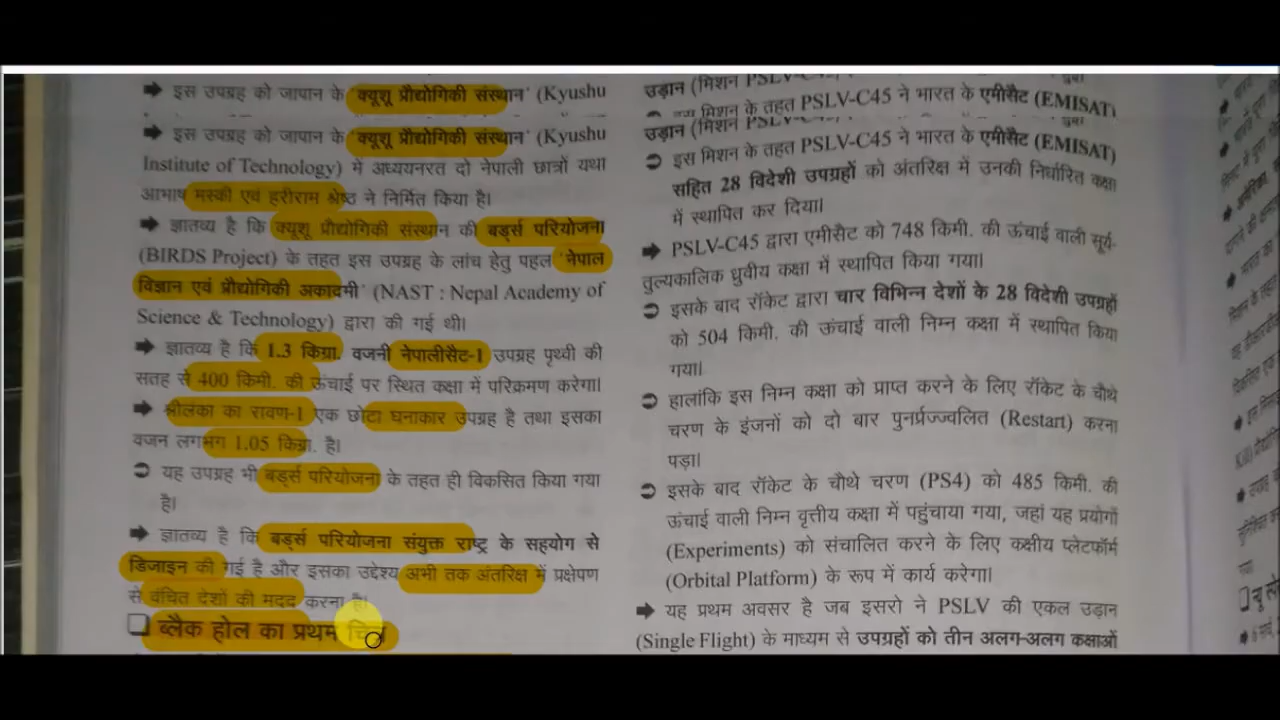 ➡ इस उपग्रह को जापान के 'क्यूशू प्रौद्योगिकी संस्थान' (Kyushu
➡ इस उपग्रह को जापान के 'क्यूशू प्रौद्योगिकी संस्थान' (Kyushu
Institute of Technology) में अध्ययनरत दो नेपाली छात्रों यथा
आभाष मस्की एवं हरीराम श्रेष्ठ ने निर्मित किया है।
➡ ज्ञातव्य है कि क्यूशू प्रौद्योगिकी संस्थान की बर्ड्स परियोजना
(BIRDS Project) के तहत इस उपग्रह के लांच हेतु पहल 'नेपाल
विज्ञान एवं प्रौद्योगिकी अकादमी' (NAST : Nepal Academy of
Science & Technology) द्वारा की गई थी।
➡ ज्ञातव्य है कि 1.3 किग्रा. वजनी नेपालीसैट-1 उपग्रह पृथ्वी की
सतह से 400 किमी. की ऊंचाई पर स्थित कक्षा में परिक्रमण करेगा।
➡ श्रीलंका का रावण-1 एक छोटा घनाकार उपग्रह है तथा इसका
वजन लगभग 1.05 किग्रा. है।
⊃ यह उपग्रह भी बर्ड्स परियोजना के तहत ही विकसित किया गया
है।
➡ ज्ञातव्य है कि बर्ड्स परियोजना संयुक्त राष्ट्र के सहयोग से
डिजाइन की गई है और इसका उद्देश्य अभी तक अंतरिक्ष में प्रक्षेपण
से वंचित देशों की मदद करना है।
❑ ब्लैक होल का प्रथम चित्र
उड़ान (मिशन PSLV-C45
⊃ इस मिशन के तहत PSLV-C45 ने भारत के एमीसैट (EMISAT)
उड़ान (मिशन PSLV-C45
⊃ इस मिशन के तहत PSLV-C45 ने भारत के एमीसैट (EMISAT)
सहित 28 विदेशी उपग्रहों को अंतरिक्ष में उनकी निर्धारित कक्षा
में स्थापित कर दिया।
➡ PSLV-C45 द्वारा एमीसैट को 748 किमी. की ऊंचाई वाली सूर्य-
तुल्यकालिक ध्रुवीय कक्षा में स्थापित किया गया।
⊃ इसके बाद रॉकेट द्वारा चार विभिन्न देशों के 28 विदेशी उपग्रहों
को 504 किमी. की ऊंचाई वाली निम्न कक्षा में स्थापित किया
गया।
⊃ हालांकि इस निम्न कक्षा को प्राप्त करने के लिए रॉकेट के चौथे
चरण के इंजनों को दो बार पुनर्प्रज्ज्वलित (Restart) करना
पड़ा।
⊃ इसके बाद रॉकेट के चौथे चरण (PS4) को 485 किमी. की
ऊंचाई वाली निम्न वृत्तीय कक्षा में पहुंचाया गया, जहां यह प्रयोगों
(Experiments) को संचालित करने के लिए कक्षीय प्लेटफॉर्म
(Orbital Platform) के रूप में कार्य करेगा।
➡ यह प्रथम अवसर है जब इसरो ने PSLV की एकल उड़ान
(Single Flight) के माध्यम से उपग्रहों को तीन अलग-अलग कक्षाओं